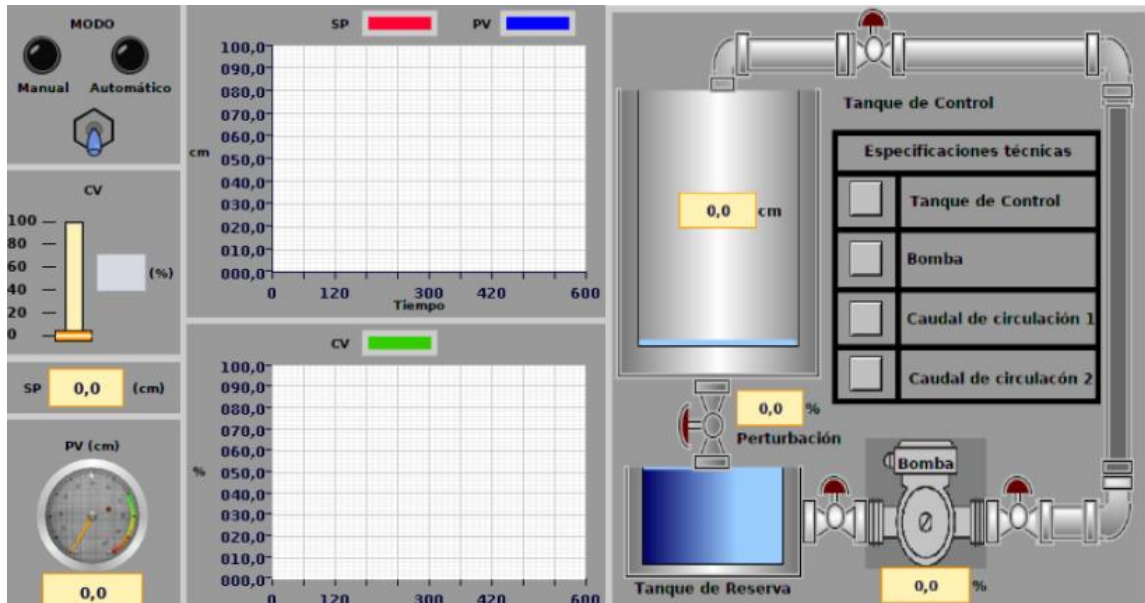 MODO
Manual Automático
CV
100
80
60
40
20
0
(%)
SP 0,0 (cm)
PV (cm)
0,0
SP PV
100,0
090,0
080,0
070,0
060,0
cm 050,0
040,0
030,0
020,0
010,0
000,0
0 120 300 420 600
Tiempo
CV
100,0
090,0
080,0
070,0
060,0
% 050,0
040,0
030,0
020,0
010,0
000,0
0 120 300 420 600
Tanque de Control
0,0 cm
Especificaciones técnicas
Tanque de Control
Bomba
Caudal de circulación 1
Caudal de circulacón 2
0,0 %
Perturbación
Bomba
0,0 %
Tanque de Reserva